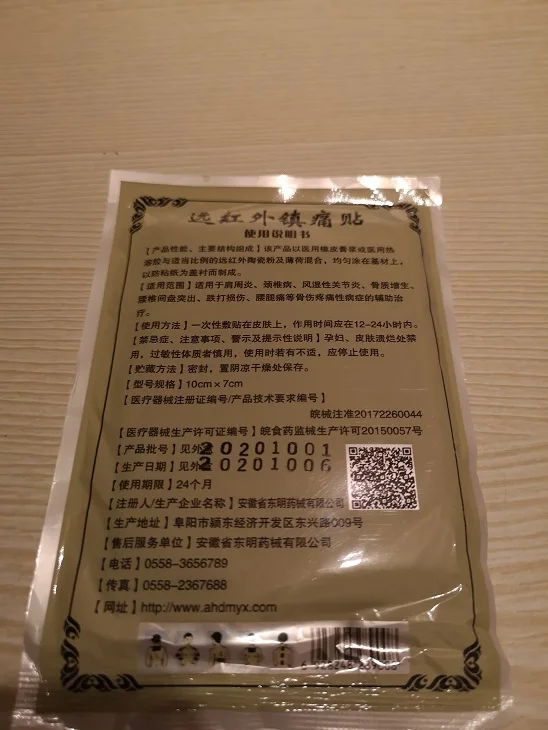 远红外镇痛贴
使用说明书
【产品性能、主要结构组成】该产品以医用橡皮膏浆或医用热
溶胶与适当比例的远红外陶瓷粉及薄荷混合，均匀涂在基材上，
以防粘纸为盖衬而制成。
【适用范围】适用于肩周炎、颈椎病、风湿性关节炎、骨质增生、
腰椎间盘突出、跌打损伤、腰腿痛等骨伤疼痛性病症的辅助治
疗。
【使用方法】一次性敷贴在皮肤上，作用时间应在12-24小时内。
【禁忌症、注意事项、警示及提示性说明】孕妇、皮肤溃烂处禁
用，过敏性体质者慎用，使用时若有不适，应停止使用。
【贮藏方法】密封，置阴凉干燥处保存。
【型号规格】10cm×7cm
【医疗器械注册证编号/产品技术要求编号】
皖械注准20172260044
【医疗器械生产许可证编号】皖食药监械生产许可20150057号
【产品批号】见外 20201001
【生产日期】见外 20201006
【使用期限】24个月
【注册人/生产企业名称】安徽省东明药械有限公司
【生产地址】阜阳市颍东经济开发区东兴路009号
【售后服务单位】安徽省东明药械有限公司
【电话】0558-3656789
【传真】0558-2367688
【网址】http://www.ahdmyx.com